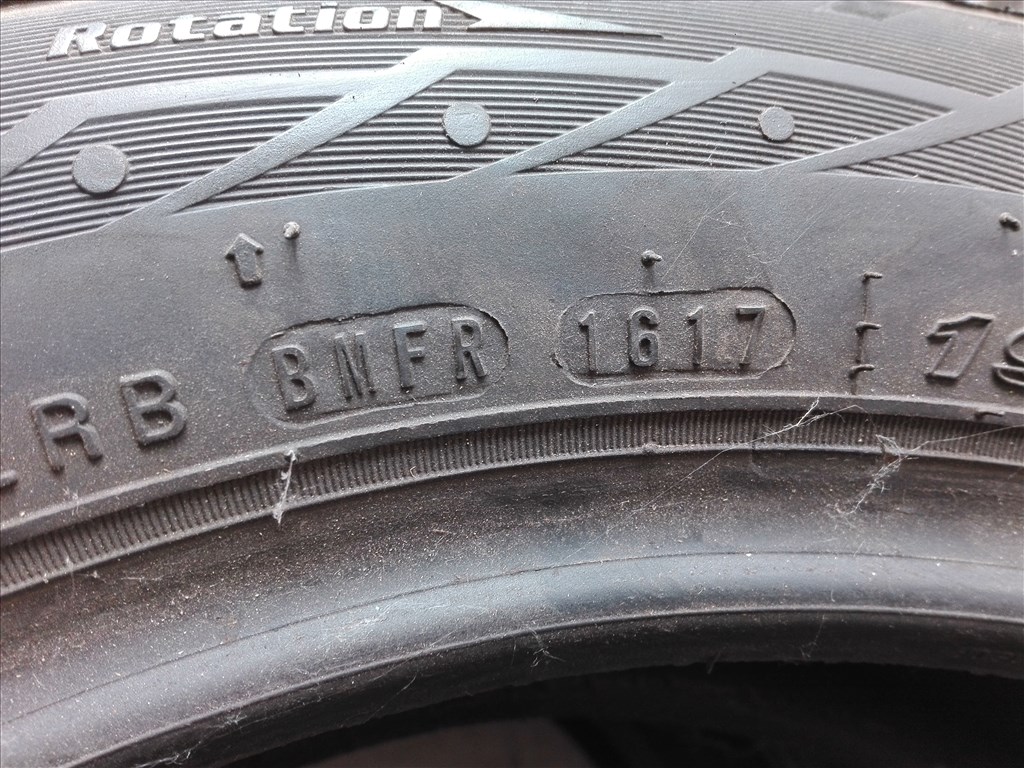 Rotation
RB BMFR 1617